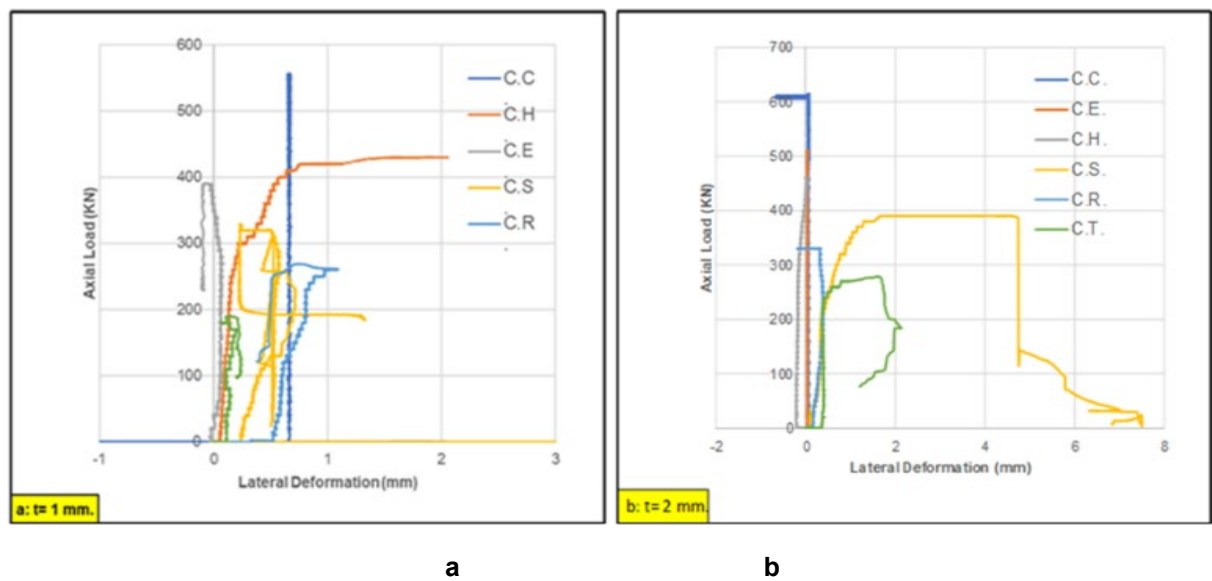 600
500
400
300
200
100
0
-1
0
1
2
3
Axial Load (KN)
Lateral Deformation (mm)
C.C
C.H
C.E
C.S
C.R
a: t= 1 mm.
700
600
500
400
300
200
100
0
-2
0
2
4
6
8
Axial Load (KN)
Lateral Deformation (mm)
C.C.
C.E.
C.H.
C.S.
C.R.
C.T.
b: t= 2 mm.
a
b